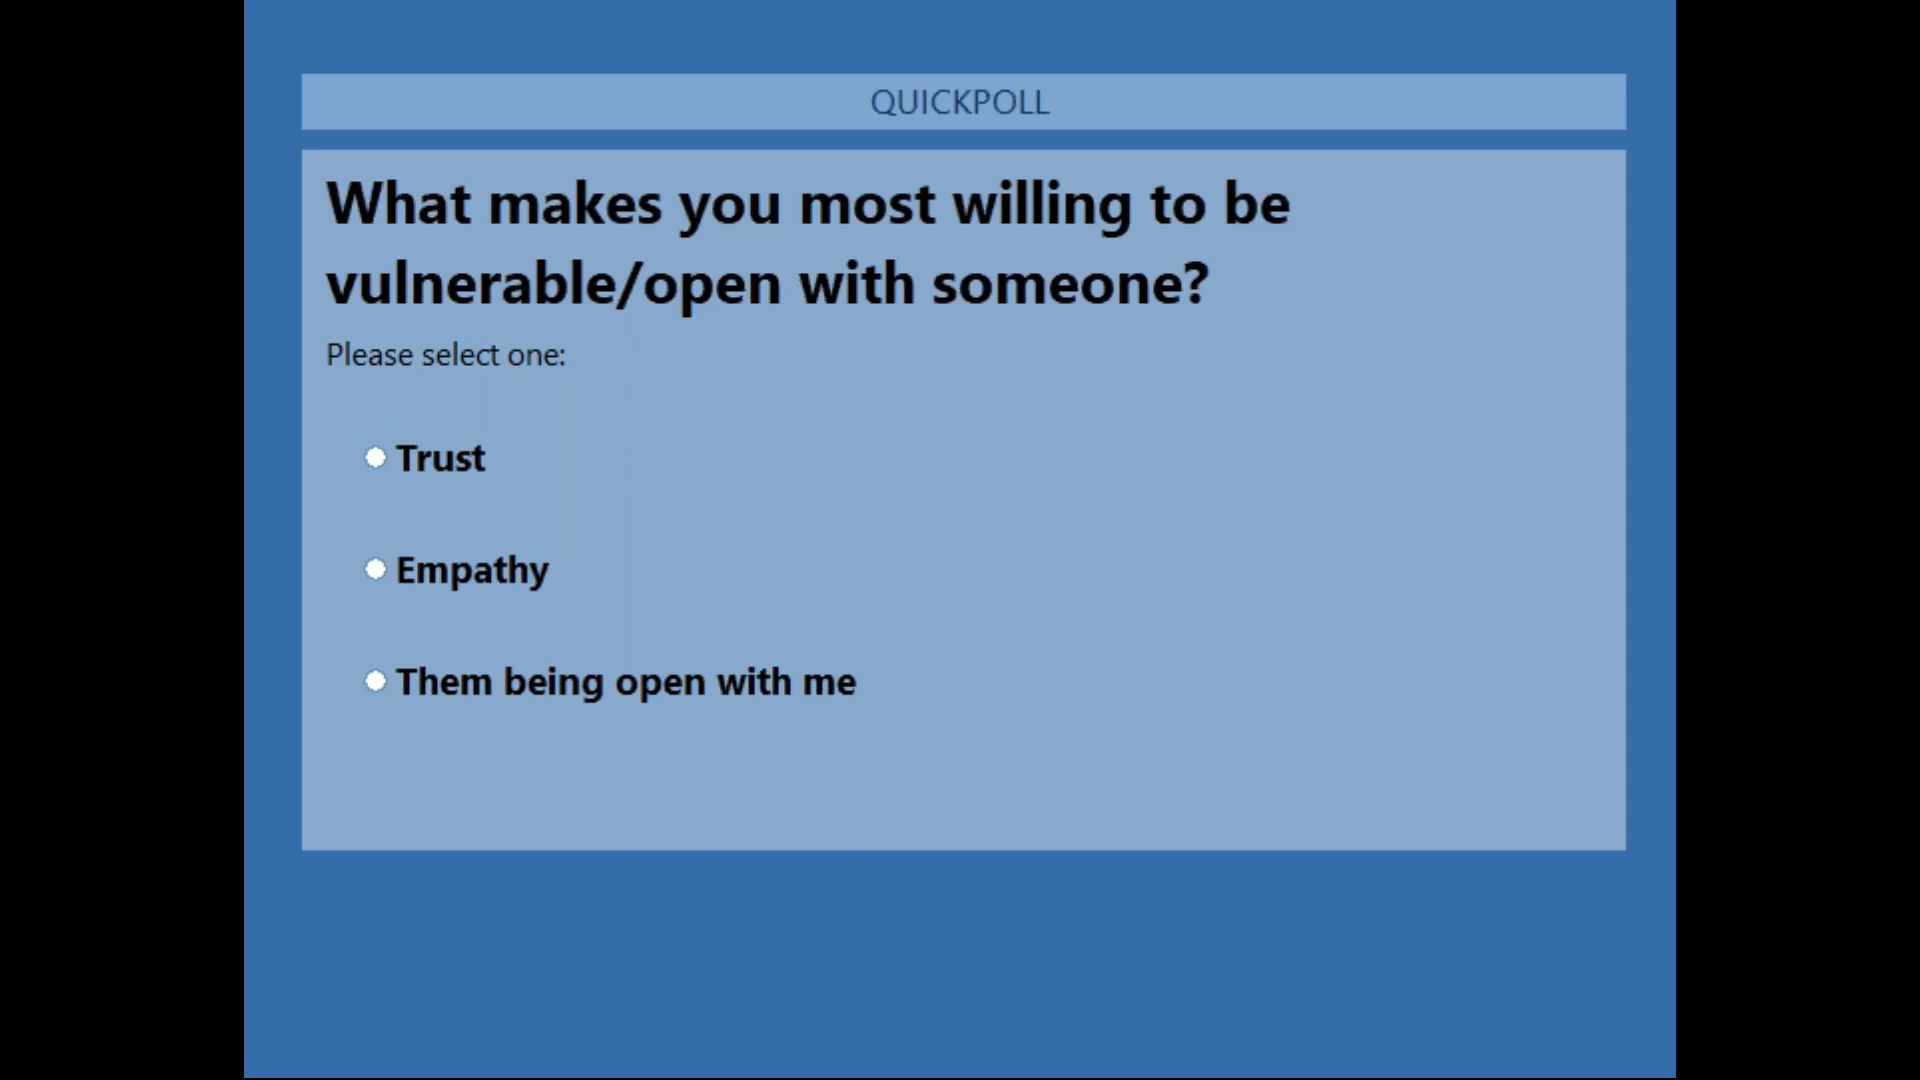 QUICKPOLL
What makes you most willing to be
vulnerable/open with someone?
Please select one:
Trust
Empathy
Them being open with me